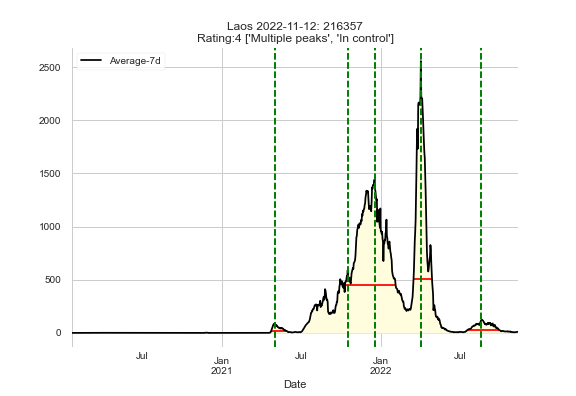 Laos 2022-11-12: 216357
Rating:4 ['Multiple peaks', 'In control']
Average-7d
2500
2000
1500
1000
500
0
Jul
Jan
2021
Jul
Jan
2022
Jul
Date